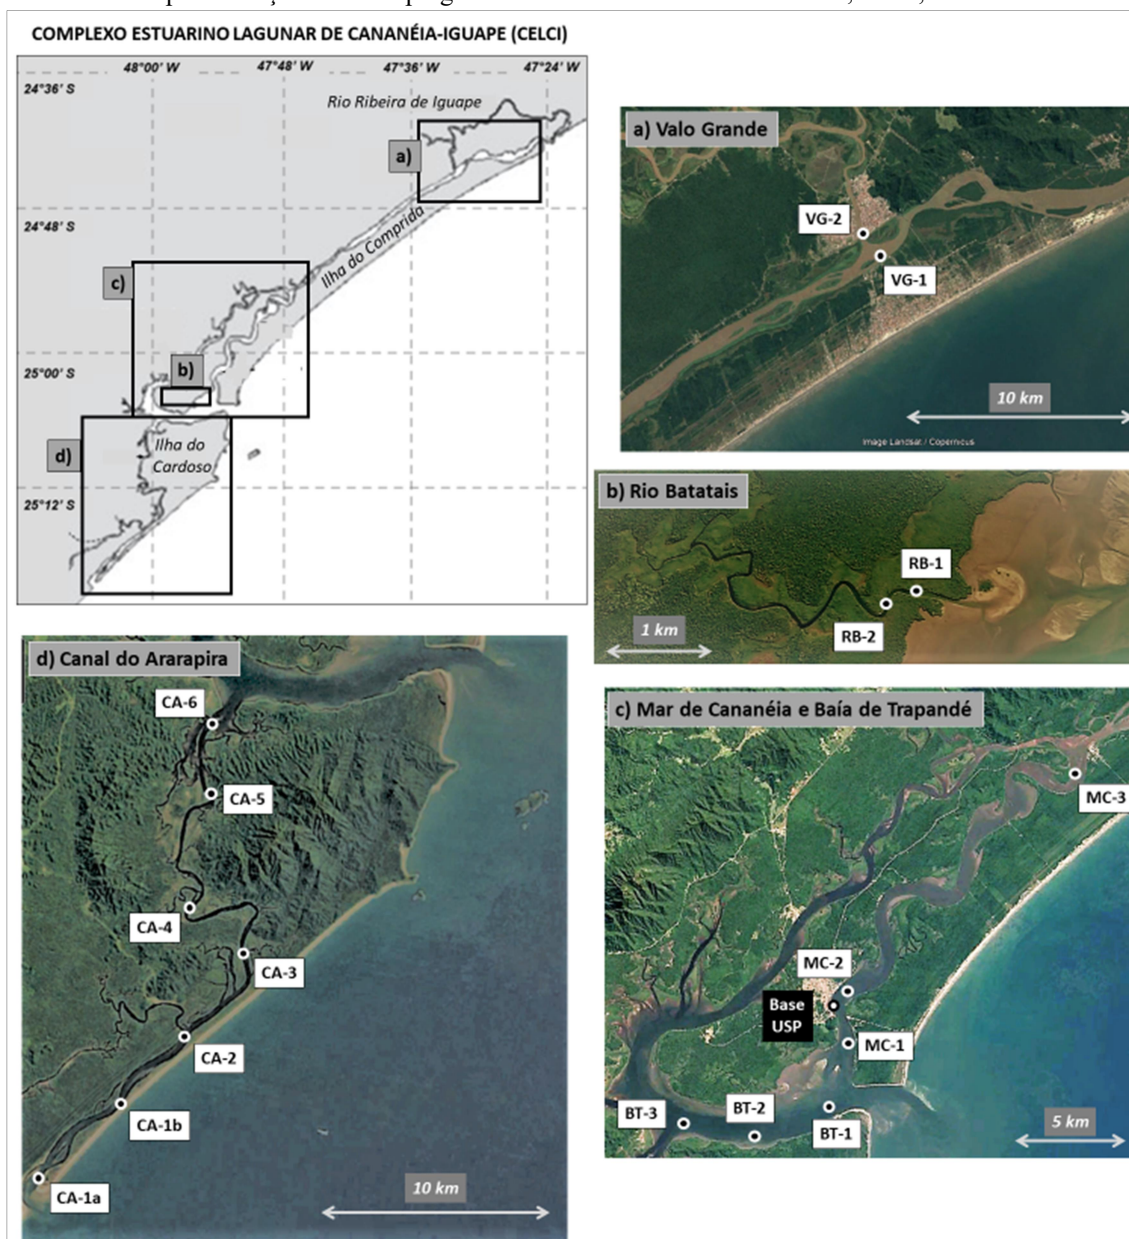 COMPLEXO ESTUARINO LAGUNAR DE CANANÉIA-IGUAPE (CELCI)
48°00' W
47°48' W
47°36' W
47°24' W
24°36' S
Rio Ribeira de Iguape
a)
24°48' S
Ilha do Comprida
c)
25°00' S
b)
d)
Ilha do
Cardoso
25°12' S
a) Valo Grande
VG-2
VG-1
10 km
Image Landsat / Copernicus
b) Rio Batatais
RB-1
RB-2
1 km
d) Canal do Ararapira
CA-6
CA-5
CA-4
CA-3
CA-2
CA-1b
CA-1a
10 km
c) Mar de Cananéia e Baía de Trapandé
MC-3
MC-2
Base
USP
MC-1
BT-3
BT-2
BT-1
5 km